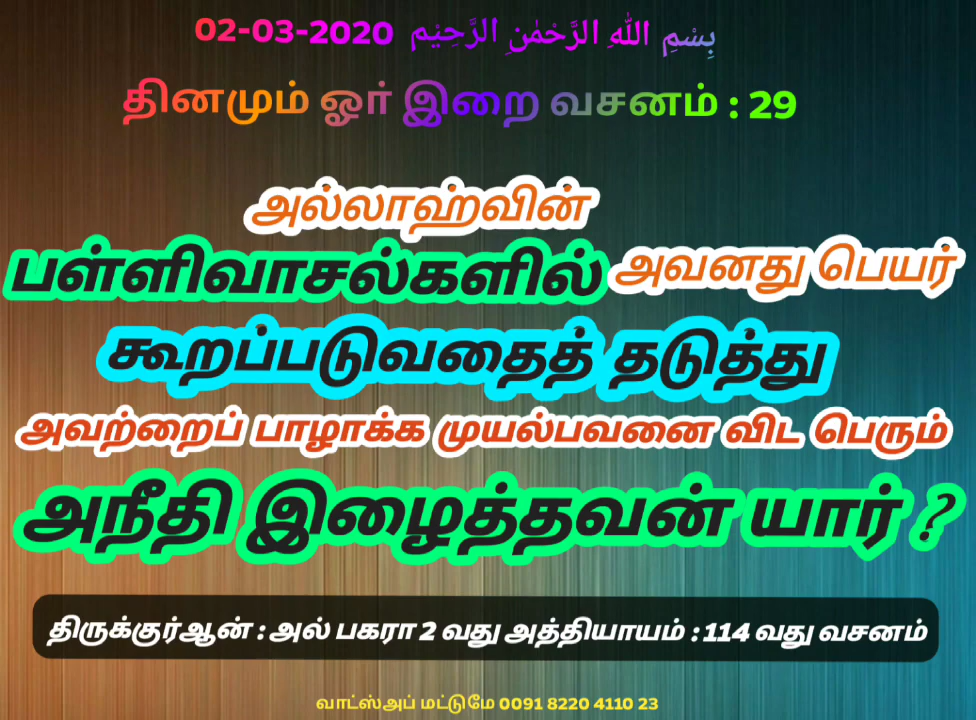 02-03-2020 بِسْمِ اللّٰهِ الرَّحْمٰنِ الرَّحِيْمِ
தினமும் ஓர் இறை வசனம் : 29
அல்லாஹ்வின்
பள்ளிவாசல்களில் அவனது பெயர்
கூறப்படுவதைத் தடுத்து
அவற்றைப் பாழாக்க முயல்பவனை விட பெரும்
அநீதி இழைத்தவன் யார் ?
திருக்குர்ஆன் : அல் பகரா 2 வது அத்தியாயம் : 114 வது வசனம்
வாட்ஸ்அப் மட்டுமே 0091 8220 4110 23